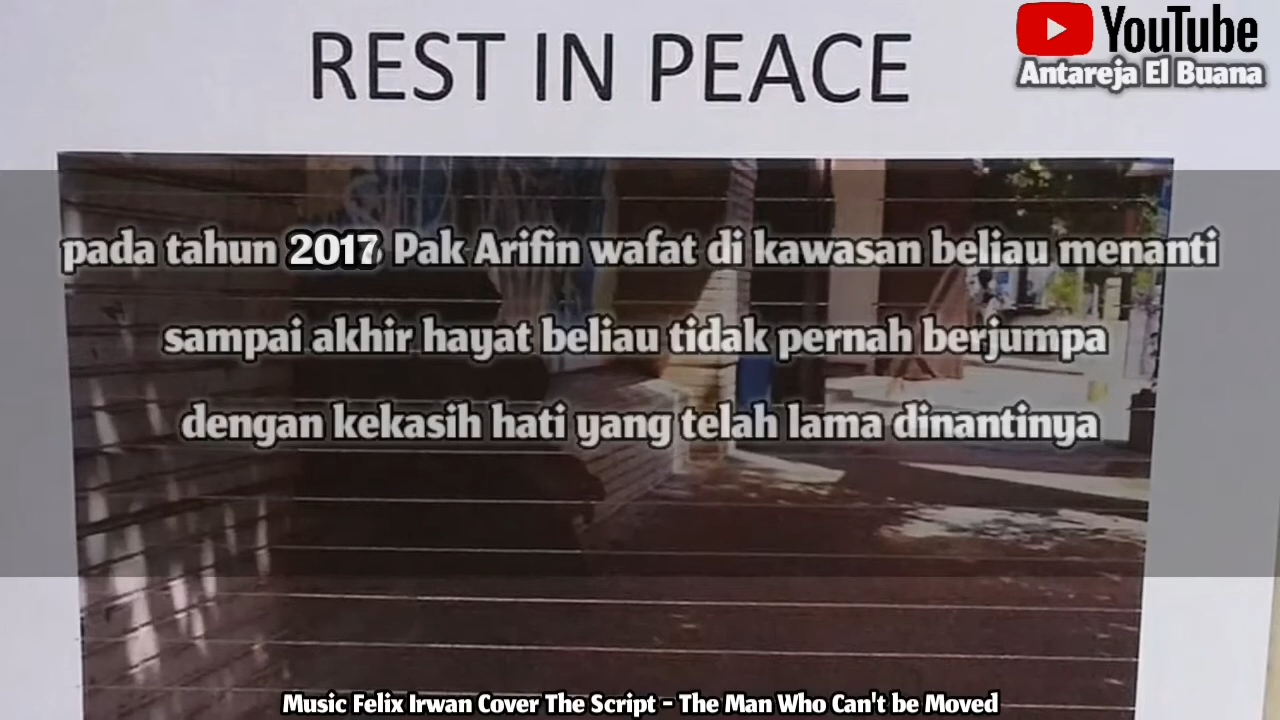 YouTube
Antareja El Buana
REST IN PEACE
pada tahun 2017 Pak Arifin wafat di kawasan beliau menanti
sampai akhir hayat beliau tidak pernah berjumpa
dengan kekasih hati yang telah lama dinantinya
Music Felix Irwan Cover The Script - The Man Who Can't be Moved